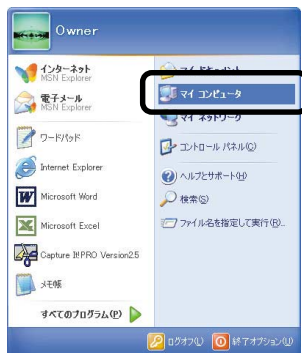 Owner
インターネット
MSN Explorer
電子メール
MSN Explorer
ワードパッド
Internet Explorer
Microsoft Word
Microsoft Excel
Capture It!PRO Version2.5
メモ帳
すべてのプログラム(P)
マイ コンピュータ
マイ ネットワーク
コントロール パネル(C)
ヘルプとサポート(H)
検索(S)
ファイル名を指定して実行(R)...
ログオフ(L)
終了オプション(U)